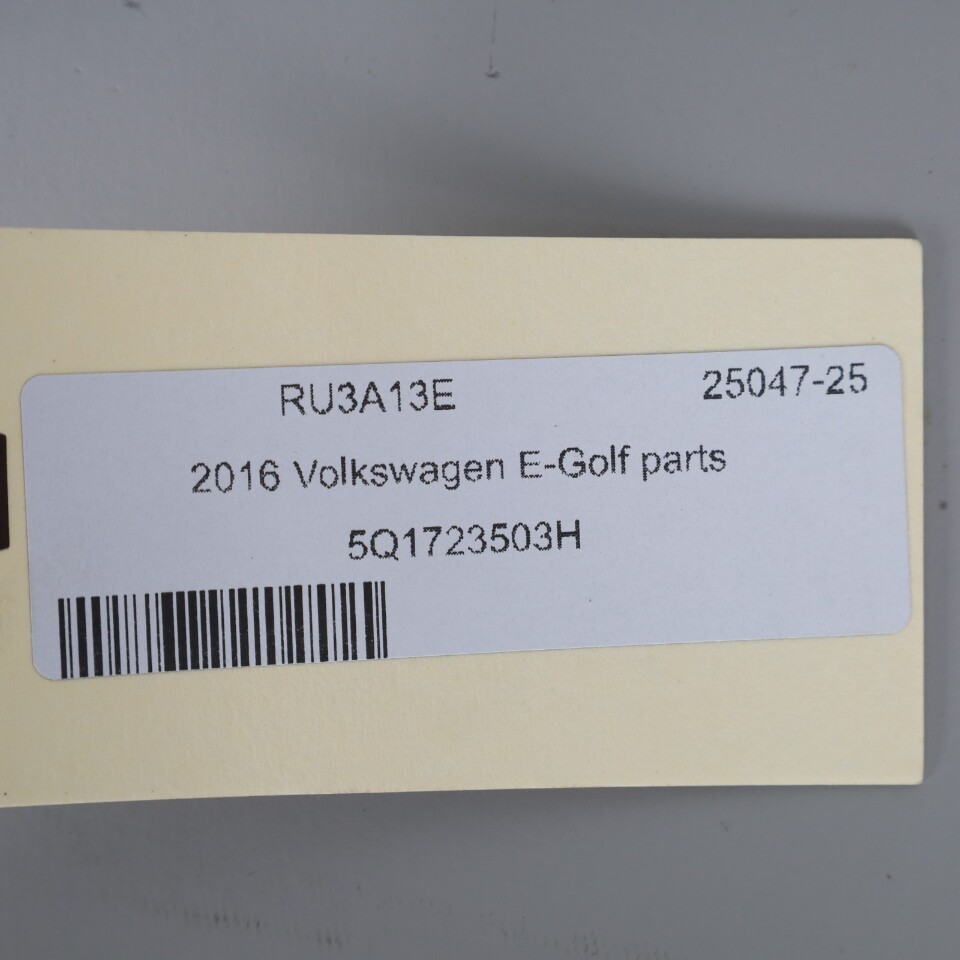 RU3A13E 25047-25
2016 Volkswagen E-Golf parts
5Q1723503H